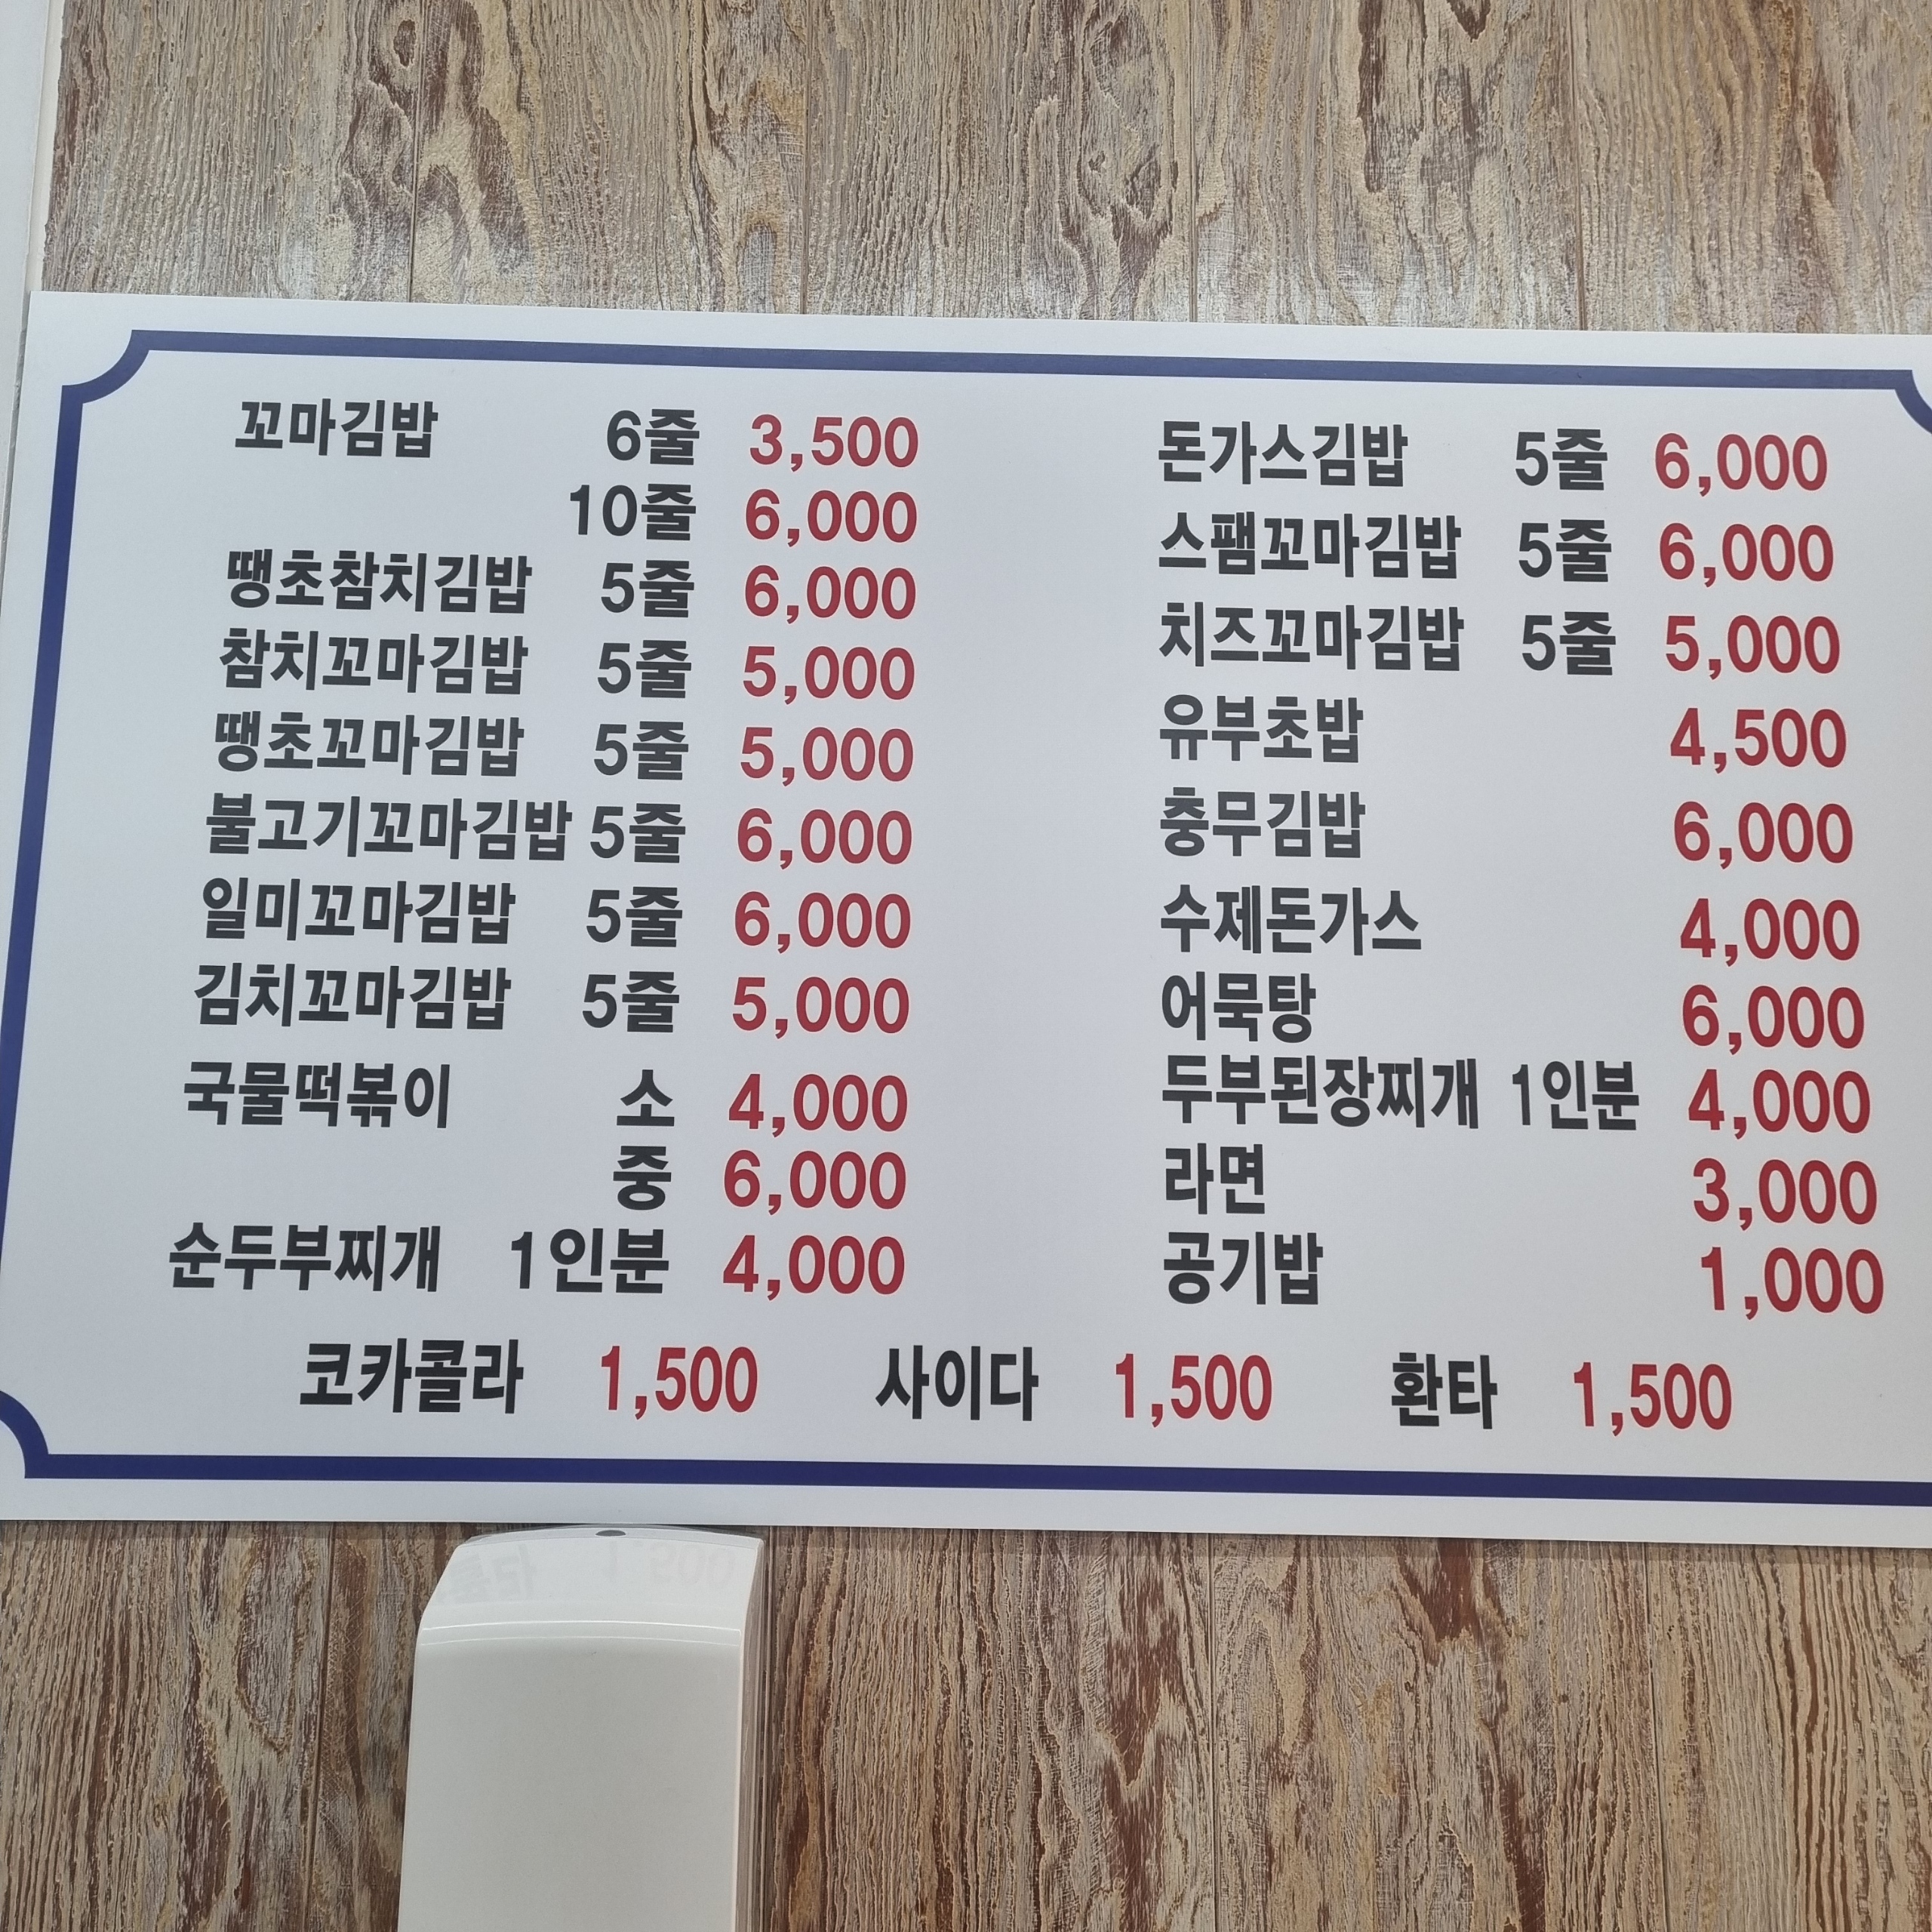 꼬마김밥 6줄 3,500
10줄 6,000
땡초참치김밥 5줄 6,000
참치꼬마김밥 5줄 5,000
땡초꼬마김밥 5줄 5,000
불고기꼬마김밥 5줄 6,000
일미꼬마김밥 5줄 6,000
김치꼬마김밥 5줄 5,000
국물떡볶이 소 4,000
중 6,000
순두부찌개 1인분 4,000
돈가스김밥 5줄 6,000
스팸꼬마김밥 5줄 6,000
치즈꼬마김밥 5줄 5,000
유부초밥 4,500
충무김밥 6,000
수제돈가스 4,000
어묵탕 6,000
두부된장찌개 1인분 4,000
라면 3,000
공기밥 1,000
코카콜라 1,500 사이다 1,500 환타 1,500